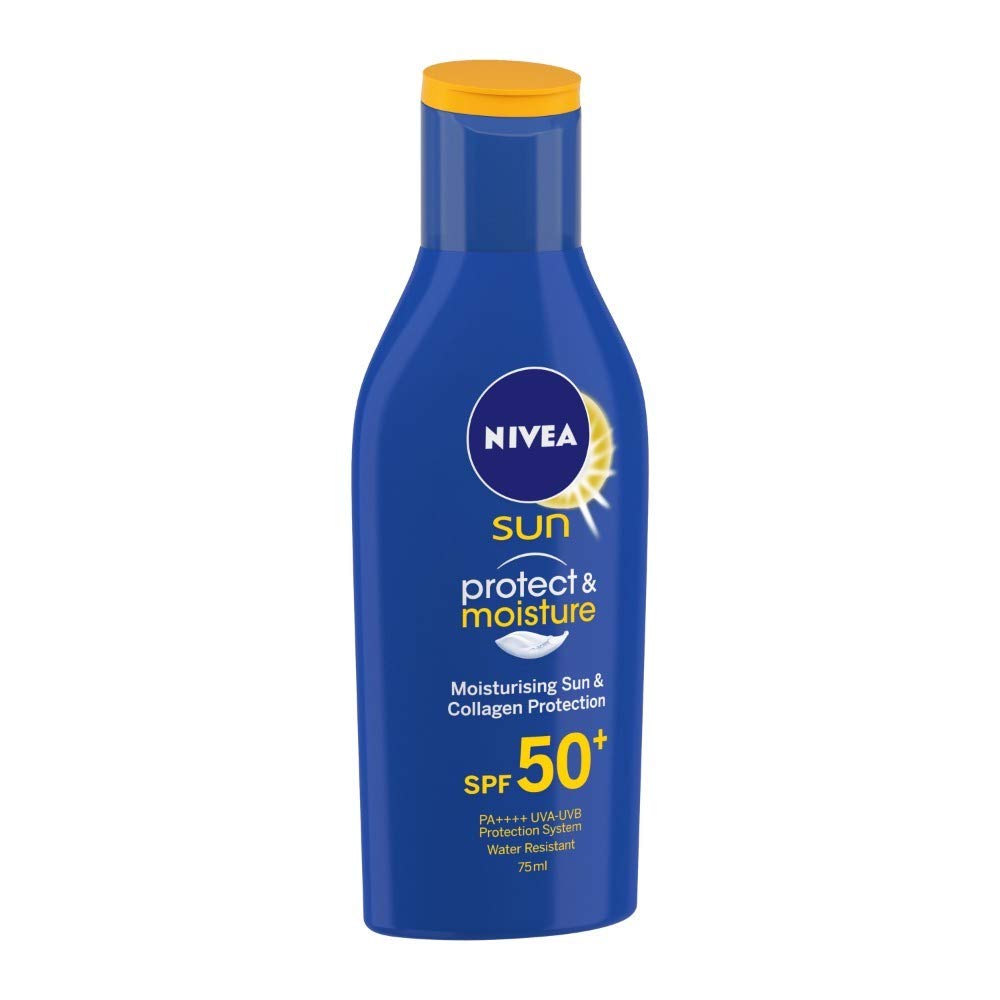 NIVEA
sun
protect &
moisture
Moisturising Sun &
Collagen Protection
SPF 50+
PA++++ UVA-UVB
Protection System
Water Resistant
75ml